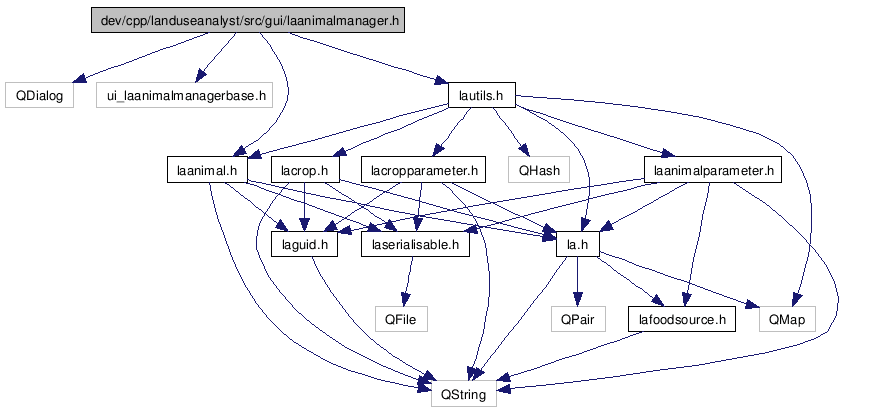 dev/cpp/landuseanalyst/src/gui/laanimalmanager.h
QDialog
ui_laanimalmanagerbase.h
lautils.h
laanimal.h
lacrop.h
lacropparameter.h
QHash
laanimalparameter.h
laguid.h
laserialisable.h
la.h
QFile
QPair
lafoodsource.h
QMap
QString